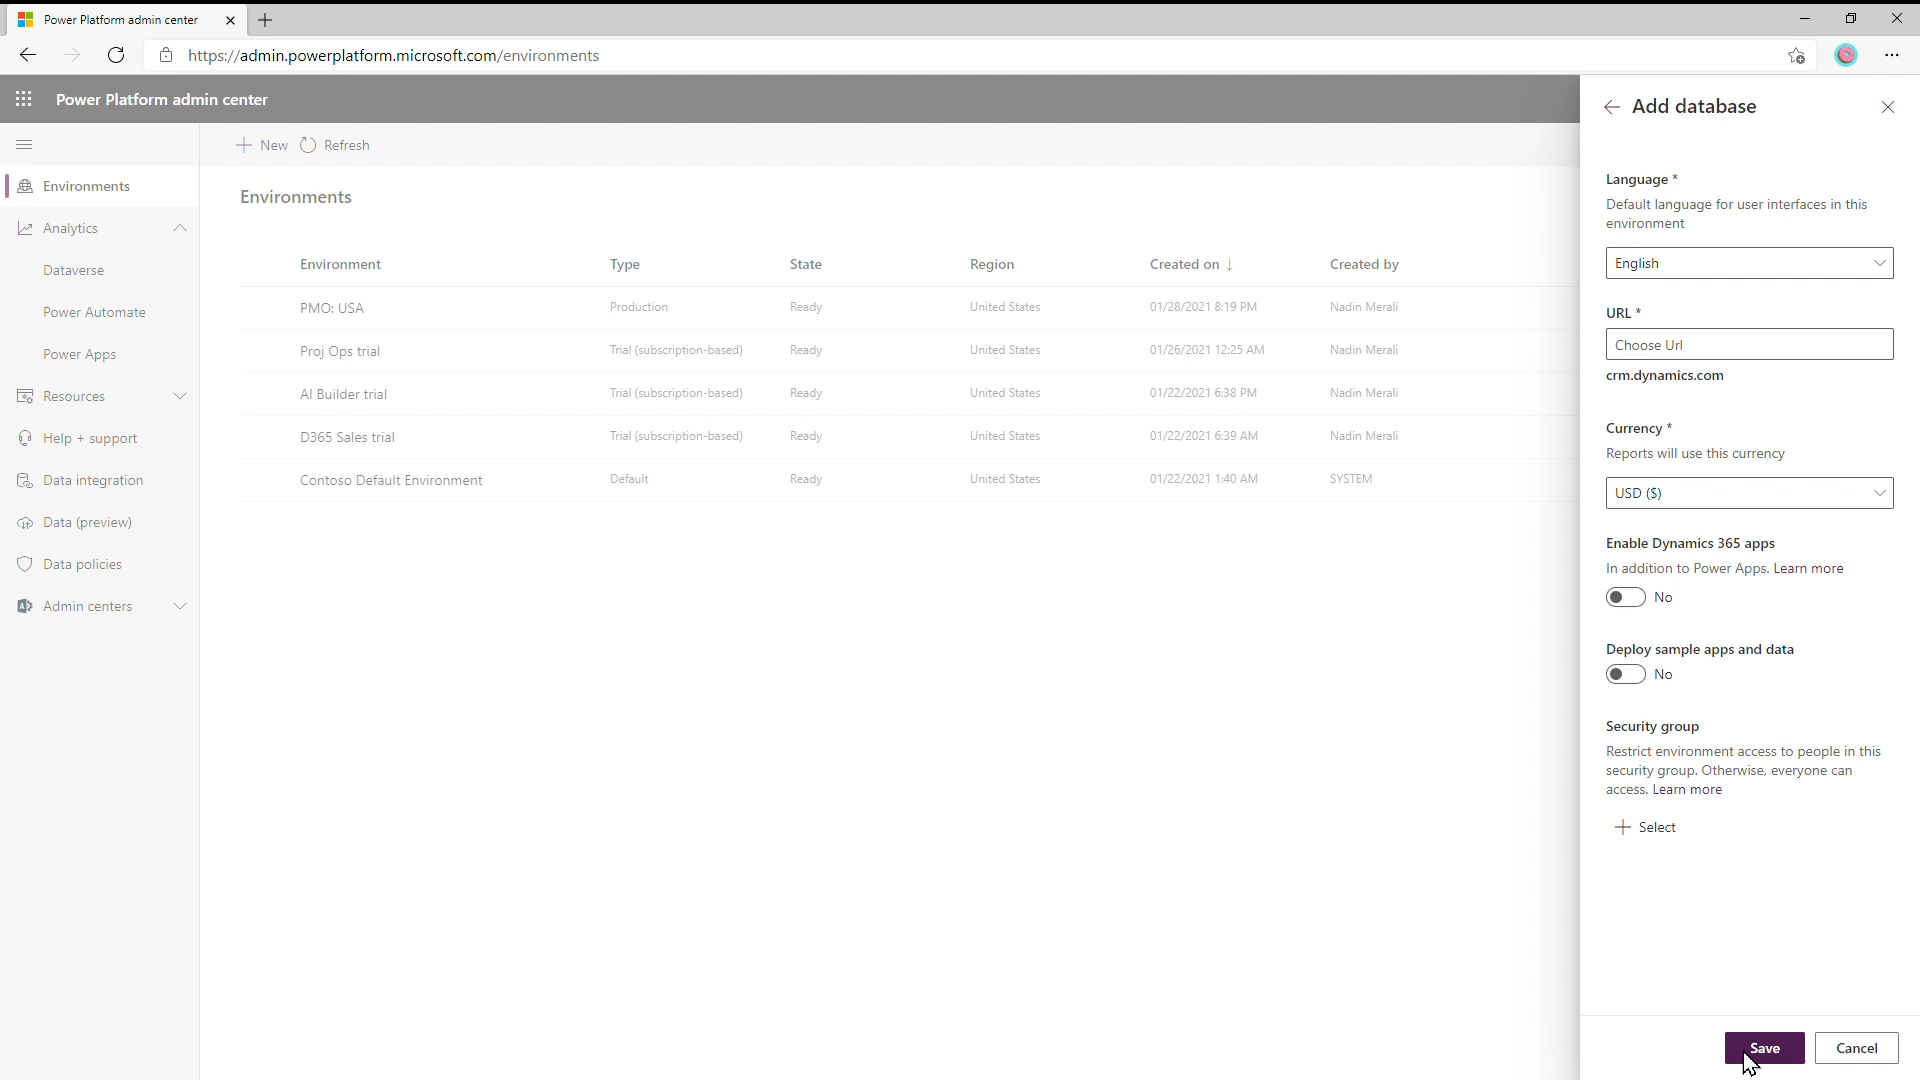 Power Platform admin center
https://admin.powerplatform.microsoft.com/environments
Power Platform admin center
Environments
Analytics
Dataverse
Power Automate
Power Apps
Resources
Help + support
Data integration
Data (preview)
Data policies
Admin centers
New Refresh
Environments
Environment Type State Region Created on ↓ Created by
PMO: USA Production Ready United States 01/28/2021 8:19 PM Nadin Merali
Proj Ops trial Trial (subscription-based) Ready United States 01/26/2021 12:25 AM Nadin Merali
AI Builder trial Trial (subscription-based) Ready United States 01/22/2021 6:38 PM Nadin Merali
D365 Sales trial Trial (subscription-based) Ready United States 01/22/2021 6:39 AM Nadin Merali
Contoso Default Environment Default Ready United States 01/22/2021 1:40 AM SYSTEM
Add database
Language *
Default language for user interfaces in this
environment
English
URL *
Choose Url
crm.dynamics.com
Currency *
Reports will use this currency
USD ($)
Enable Dynamics 365 apps
In addition to Power Apps. Learn more
No
Deploy sample apps and data
No
Security group
Restrict environment access to people in this
security group. Otherwise, everyone can
access. Learn more
Select
Save Cancel